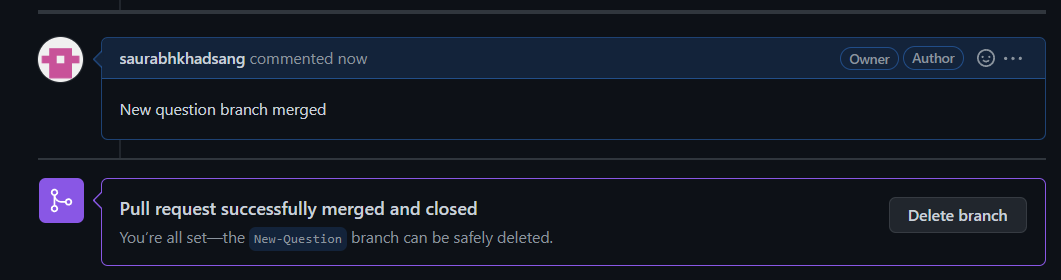 saurabhkhadsang commented now
Owner
Author
New question branch merged
Pull request successfully merged and closed
You're all set—the New-Question branch can be safely deleted.
Delete branch